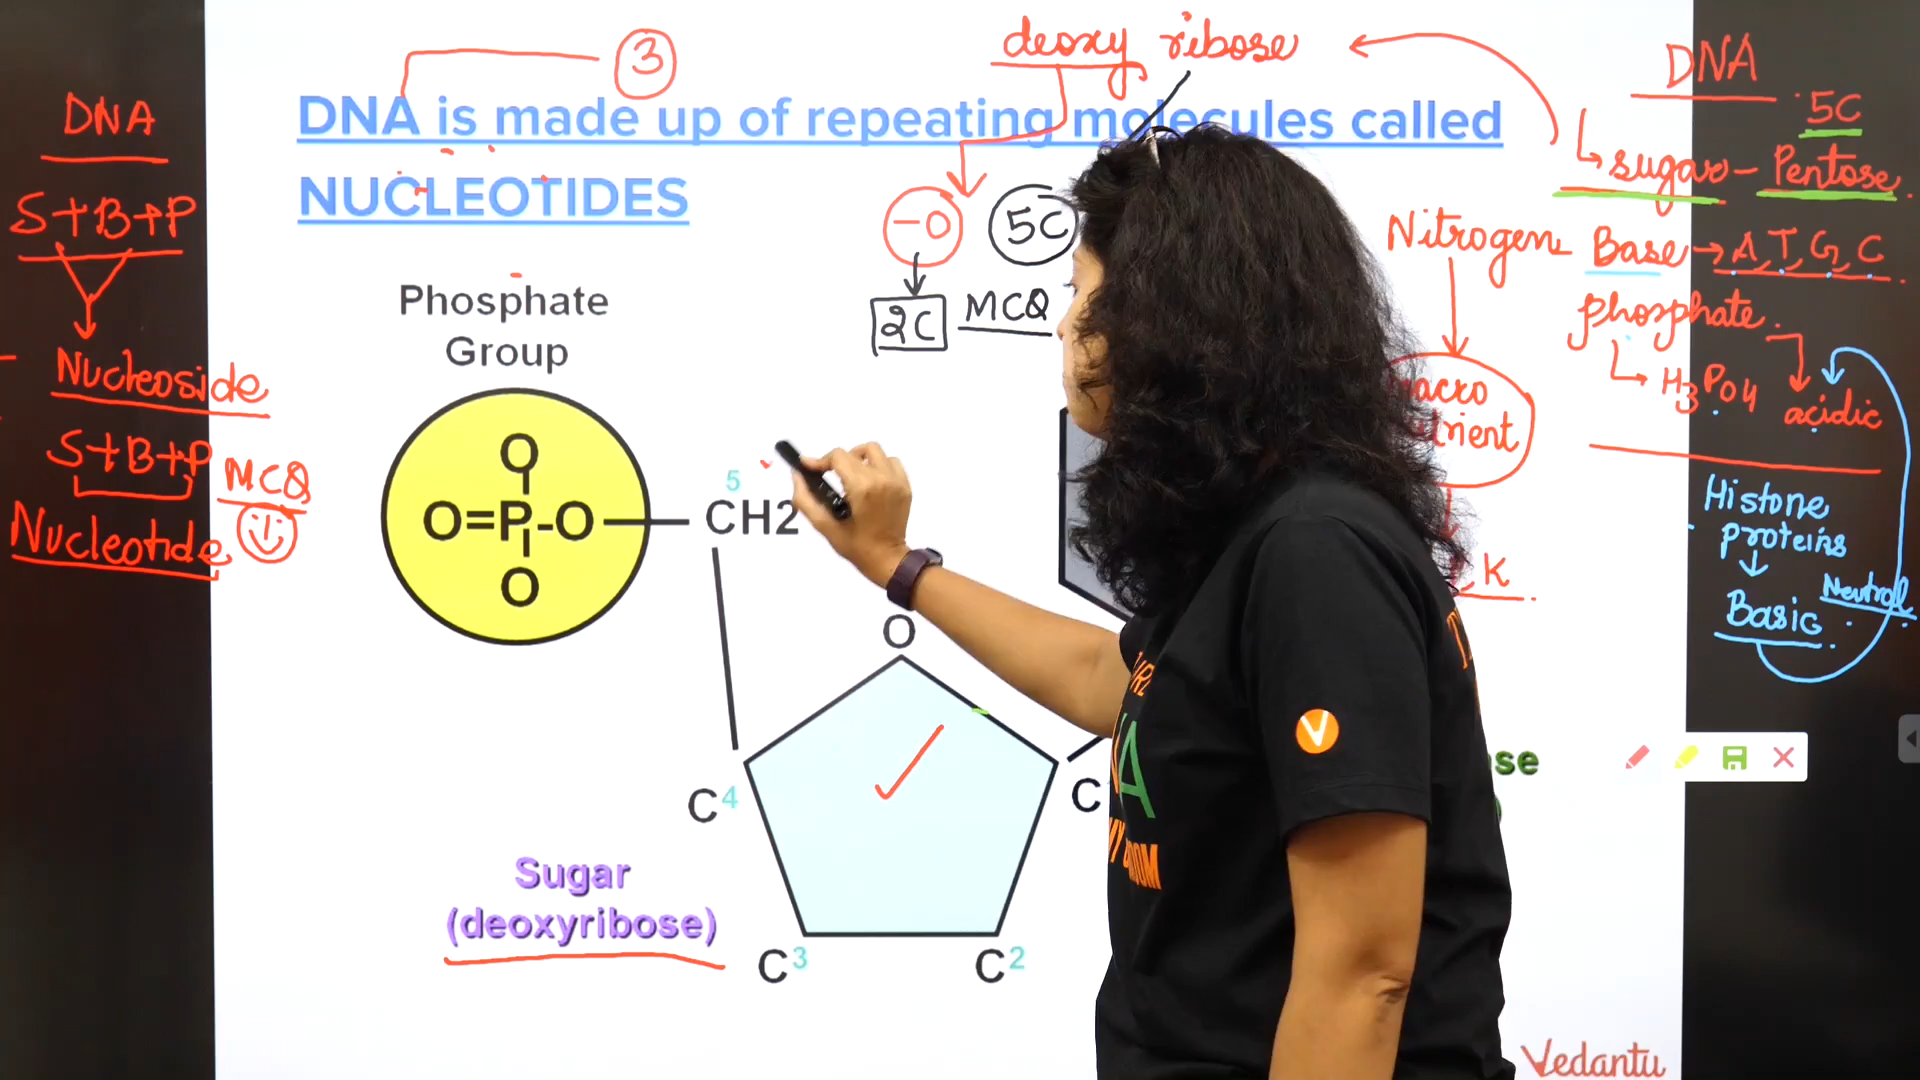 DNA
S+B+P
Nucleoside
S+B+P
MCQ
Nucleotide
3
deoxy ribose
DNA is made up of repeating molecules called
NUCLEOTIDES
-O
5C
2C
MCQ
Phosphate
Group
O
O=P-O
O
5
CH2
O
C4
C
C3
C2
Sugar
(deoxyribose)
DNA
5C
sugar - Pentose
Nitrogen Base → A, T, G, C
phosphate
H3PO4
acidic
K
Histone
proteins
Basic
Neutral
V
A
Vedantu